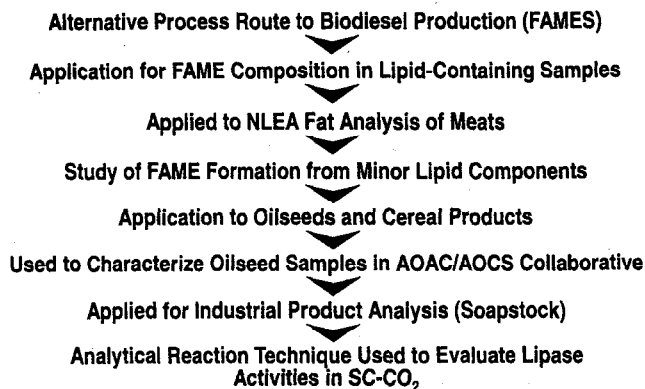 Alternative Process Route to Biodiesel Production (FAMES)
Application for FAME Composition in Lipid-Containing Samples
Applied to NLEA Fat Analysis of Meats
Study of FAME Formation from Minor Lipid Components
Application to Oilseeds and Cereal Products
Used to Characterize Oilseed Samples in AOAC/AOCS Collaborative
Applied for Industrial Product Analysis (Soapstock)
Analytical Reaction Technique Used to Evaluate Lipase
Activities in SC-CO₂